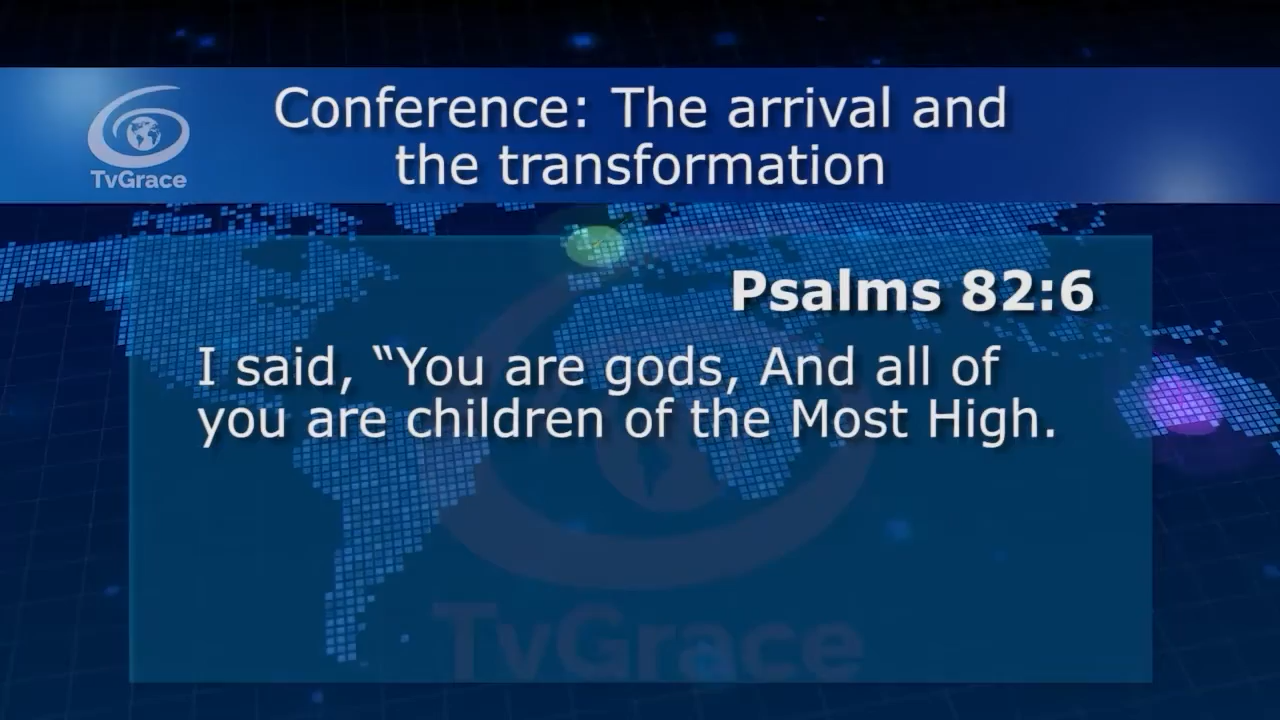 Conference: The arrival and
the transformation
TvGrace
Psalms 82:6
I said, “You are gods, And all of
you are children of the Most High.
TvGrace